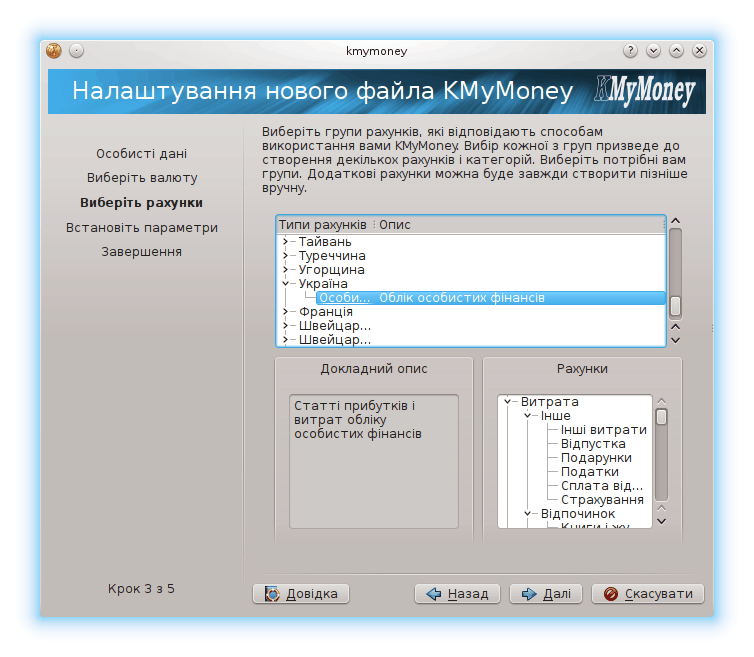 kmymoney
Налаштування нового файла KMyMoney
KMyMoney
Особисті дані
Виберіть валюту
Виберіть рахунки
Встановіть параметри
Завершення
Виберіть групи рахунків, які відповідають способам
використання вами KMyMoney. Вибір кожної з груп призведе до
створення декількох рахунків і категорій. Виберіть потрібні вам
групи. Додаткові рахунки можна буде завжди створити пізніше
вручну.
Типи рахунків Опис
Тайвань
Туреччина
Угорщина
Україна
Особи... Облік особистих фінансів
Франція
Швейцар...
Швейцар...
Докладний опис
Статті прибутків і
витрат обліку
особистих фінансів
Рахунки
Витрата
Інше
Інші витрати
Відпустка
Подарунки
Податки
Сплата від...
Страхування
Відпочинок
Книги і жу
Крок 3 з 5
Довідка
Назад
Далі
Скасувати